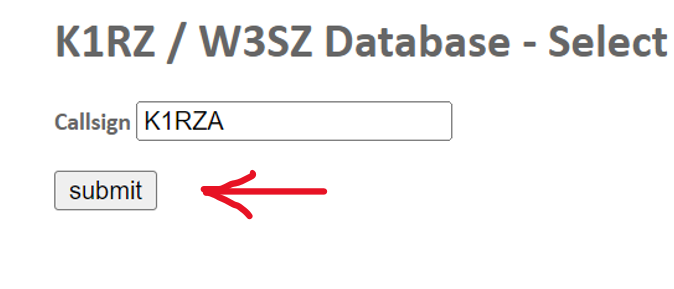 K1RZ / W3SZ Database - Select
Callsign K1RZA
submit